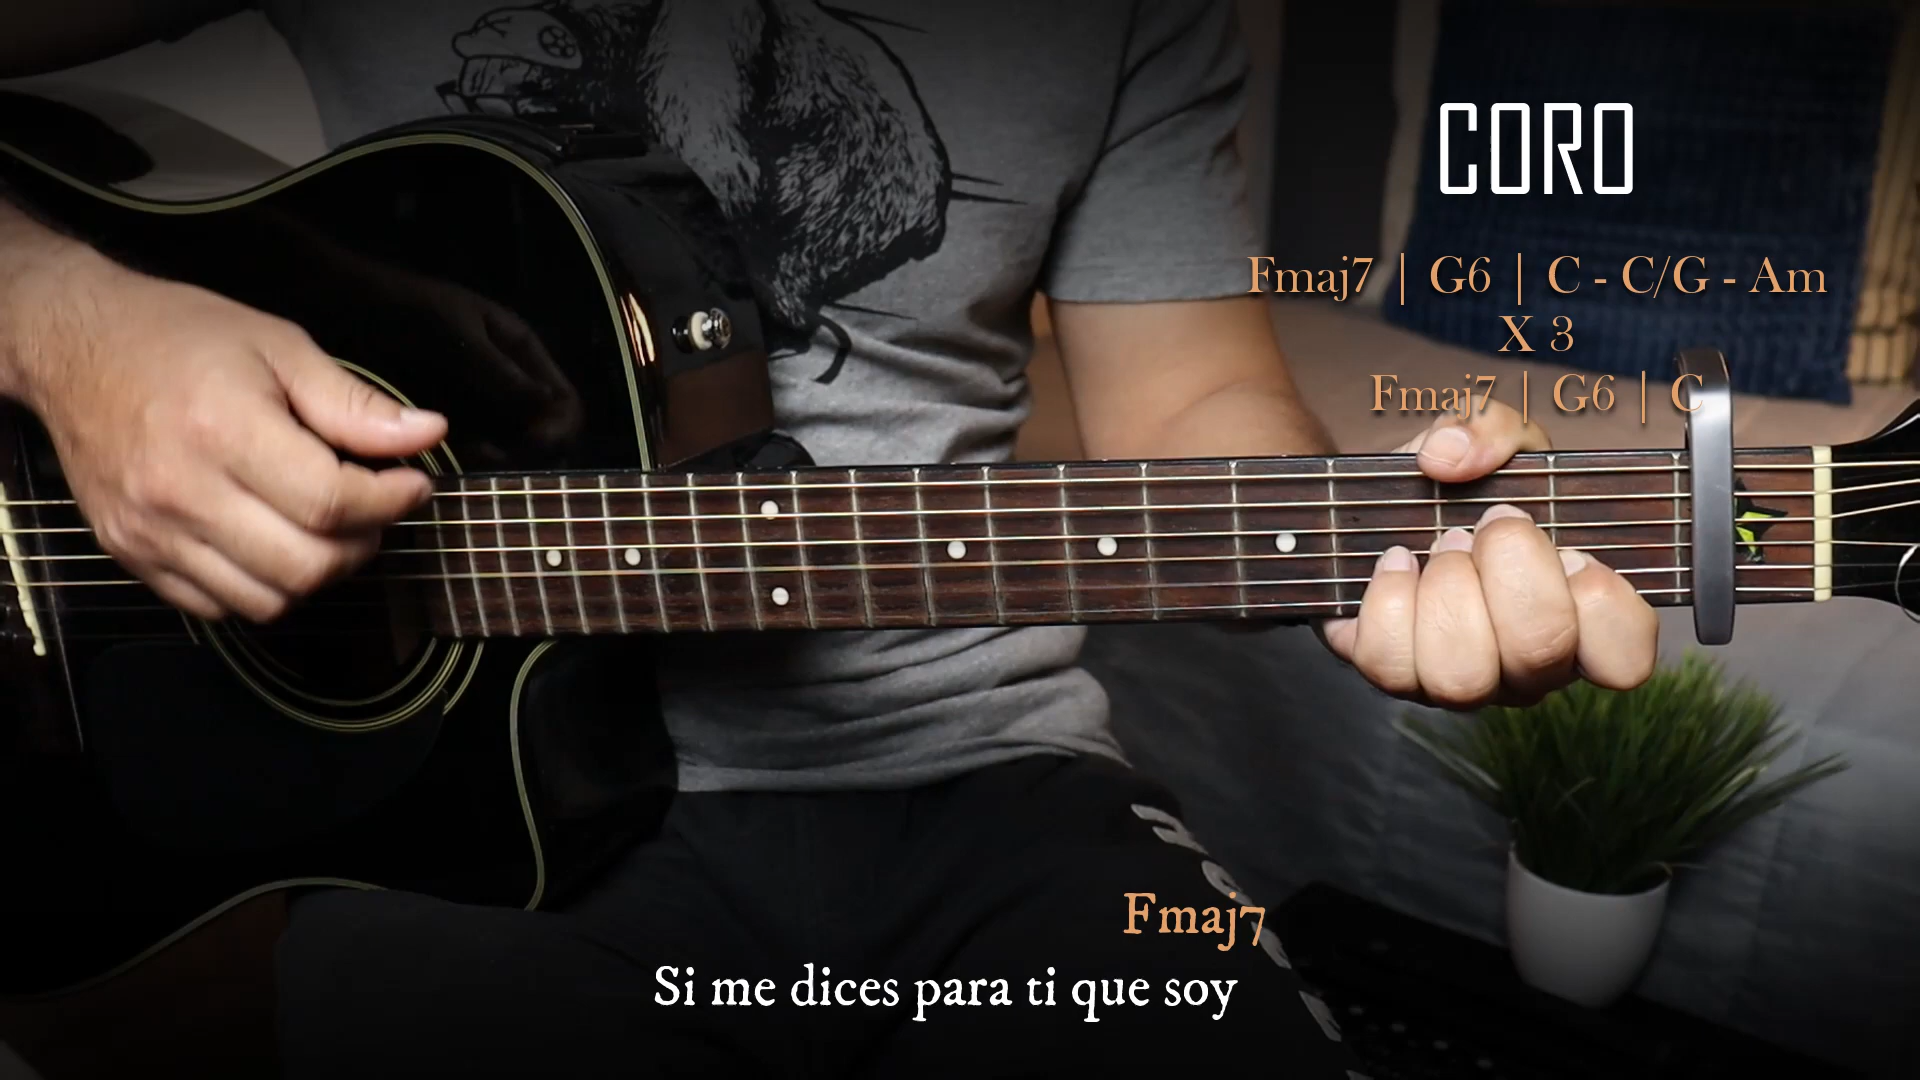 CORO
Fmaj7 | G6 | C - C/G - Am
X 3
Fmaj7 | G6 | C
Fmaj7
Si me dices para ti que soy